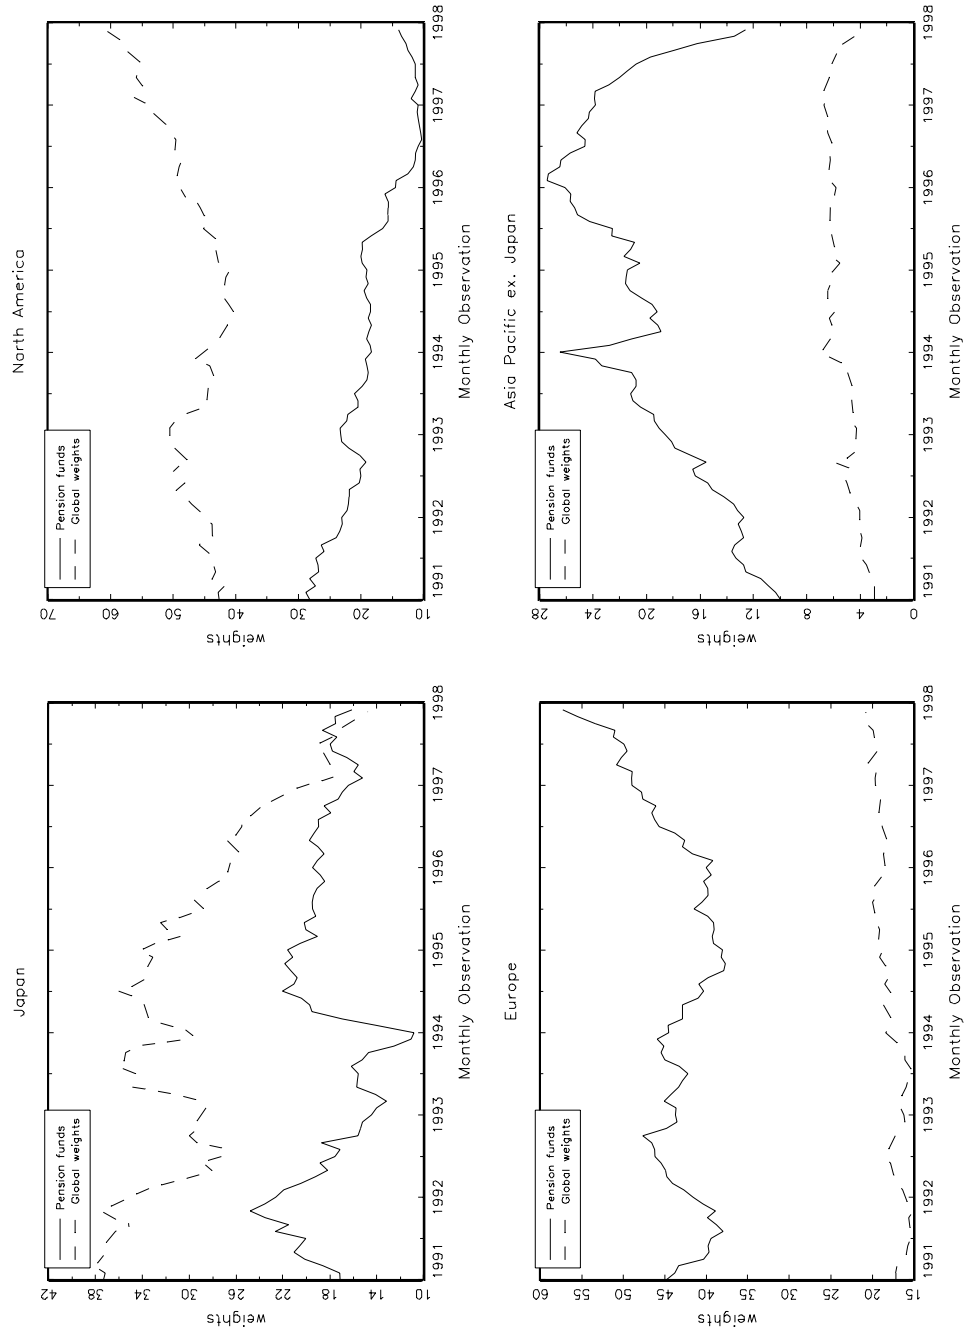 Japan
Pension funds
Global weights
weights
42
38
34
30
26
22
18
14
10
1991 1992 1993 1994 1995 1996 1997 1998
Monthly Observation
North America
Pension funds
Global weights
weights
70
60
50
40
30
20
10
1991 1992 1993 1994 1995 1996 1997 1998
Monthly Observation
Europe
Pension funds
Global weights
weights
60
55
50
45
40
35
30
25
20
15
1991 1992 1993 1994 1995 1996 1997 1998
Monthly Observation
Asia Pacific ex. Japan
Pension funds
Global weights
weights
28
24
20
16
12
8
4
0
1991 1992 1993 1994 1995 1996 1997 1998
Monthly Observation